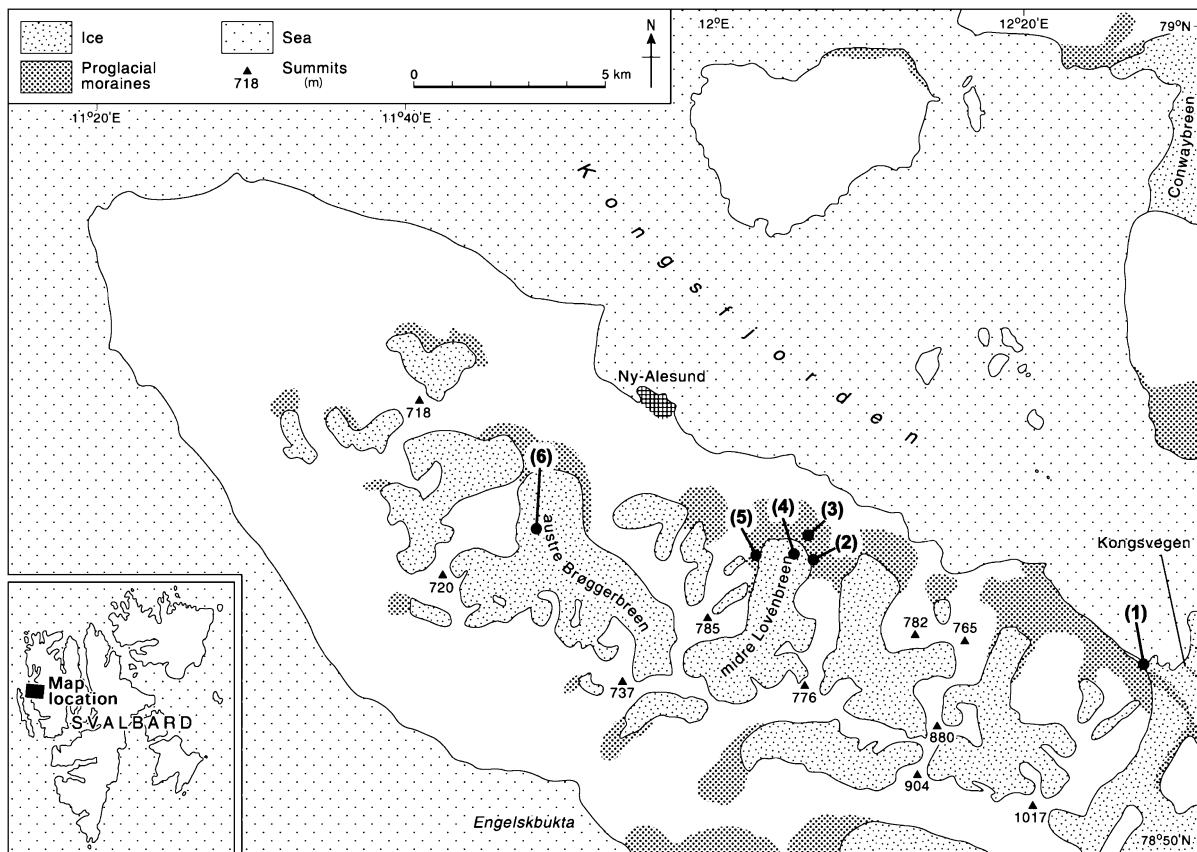 Ice
Sea
Proglacial
moraines
718
Summits
(m)
N
0
5 km
12°E
12°20'E
79°N
11°20'E
11°40'E
Conwaybreen
Kongsfjorden
Ny-Alesund
718
(6)
(5)
(4)
(3)
(2)
Kongsvegen
austre Brøggerbreen
midre Lovénbreen
720
785
782
765
(1)
737
776
880
904
1017
Map
location
SVALBARD
Engelskbukta
78°50'N